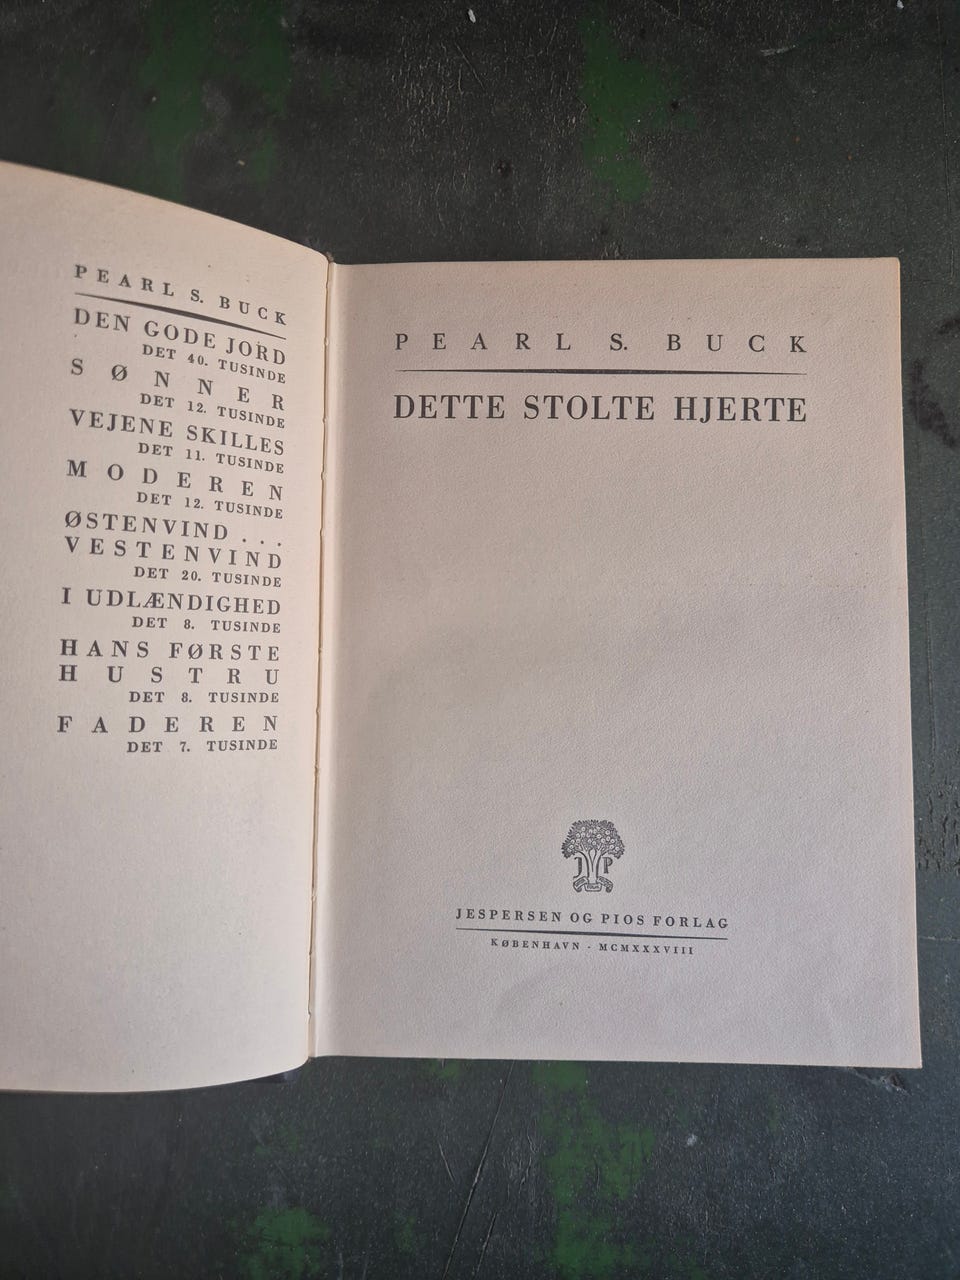 PEARL S. BUCK
DEN GODE JORD
DET 40. TUSINDE
SØNNER
DET 12. TUSINDE
VEJENE SKILLES
DET 11. TUSINDE
MODEREN
DET 12. TUSINDE
ØSTENVIND . . .
VESTENVIND
DET 20. TUSINDE
I UDLÆNDIGHED
DET 8. TUSINDE
HANS FØRSTE
HUSTRU
DET 8. TUSINDE
FADEREN
DET 7. TUSINDE
PEARL S. BUCK
DETTE STOLTE HJERTE
J P
JESPERSEN OG PIOS FORLAG
KØBENHAVN - MCMXXXVIII